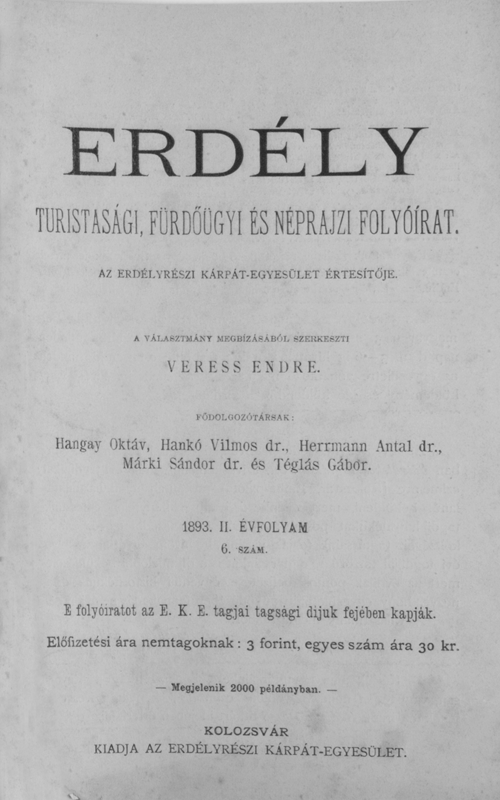 ERDÉLY
TURISTASÁGI, FÜRDŐÜGYI ÉS NÉPRAJZI FOLYÓÍRAT.
AZ ERDÉLYRÉSZI KÁRPÁT-EGYESÜLET ÉRTESÍTŐJE.
A VÁLASZTMÁNY MEGBÍZÁSÁBÓL SZERKESZTI
VERESS ENDRE.
FŐDOLGOZÓTÁRSAK:
Hangay Oktáv, Hankó Vilmos dr., Herrmann Antal dr.,
Márki Sándor dr. és Téglás Gábor.
1893. II. ÉVFOLYAM
6. SZÁM.
E folyóiratot az E. K. E. tagjai tagsági dijuk fejében kapják.
Előfizetési ára nemtagoknak : 3 forint, egyes szám ára 30 kr.
— Megjelenik 2000 példányban. —
KOLOZSVÁR
KIADJA AZ ERDÉLYRÉSZI KÁRPÁT-EGYESÜLET.